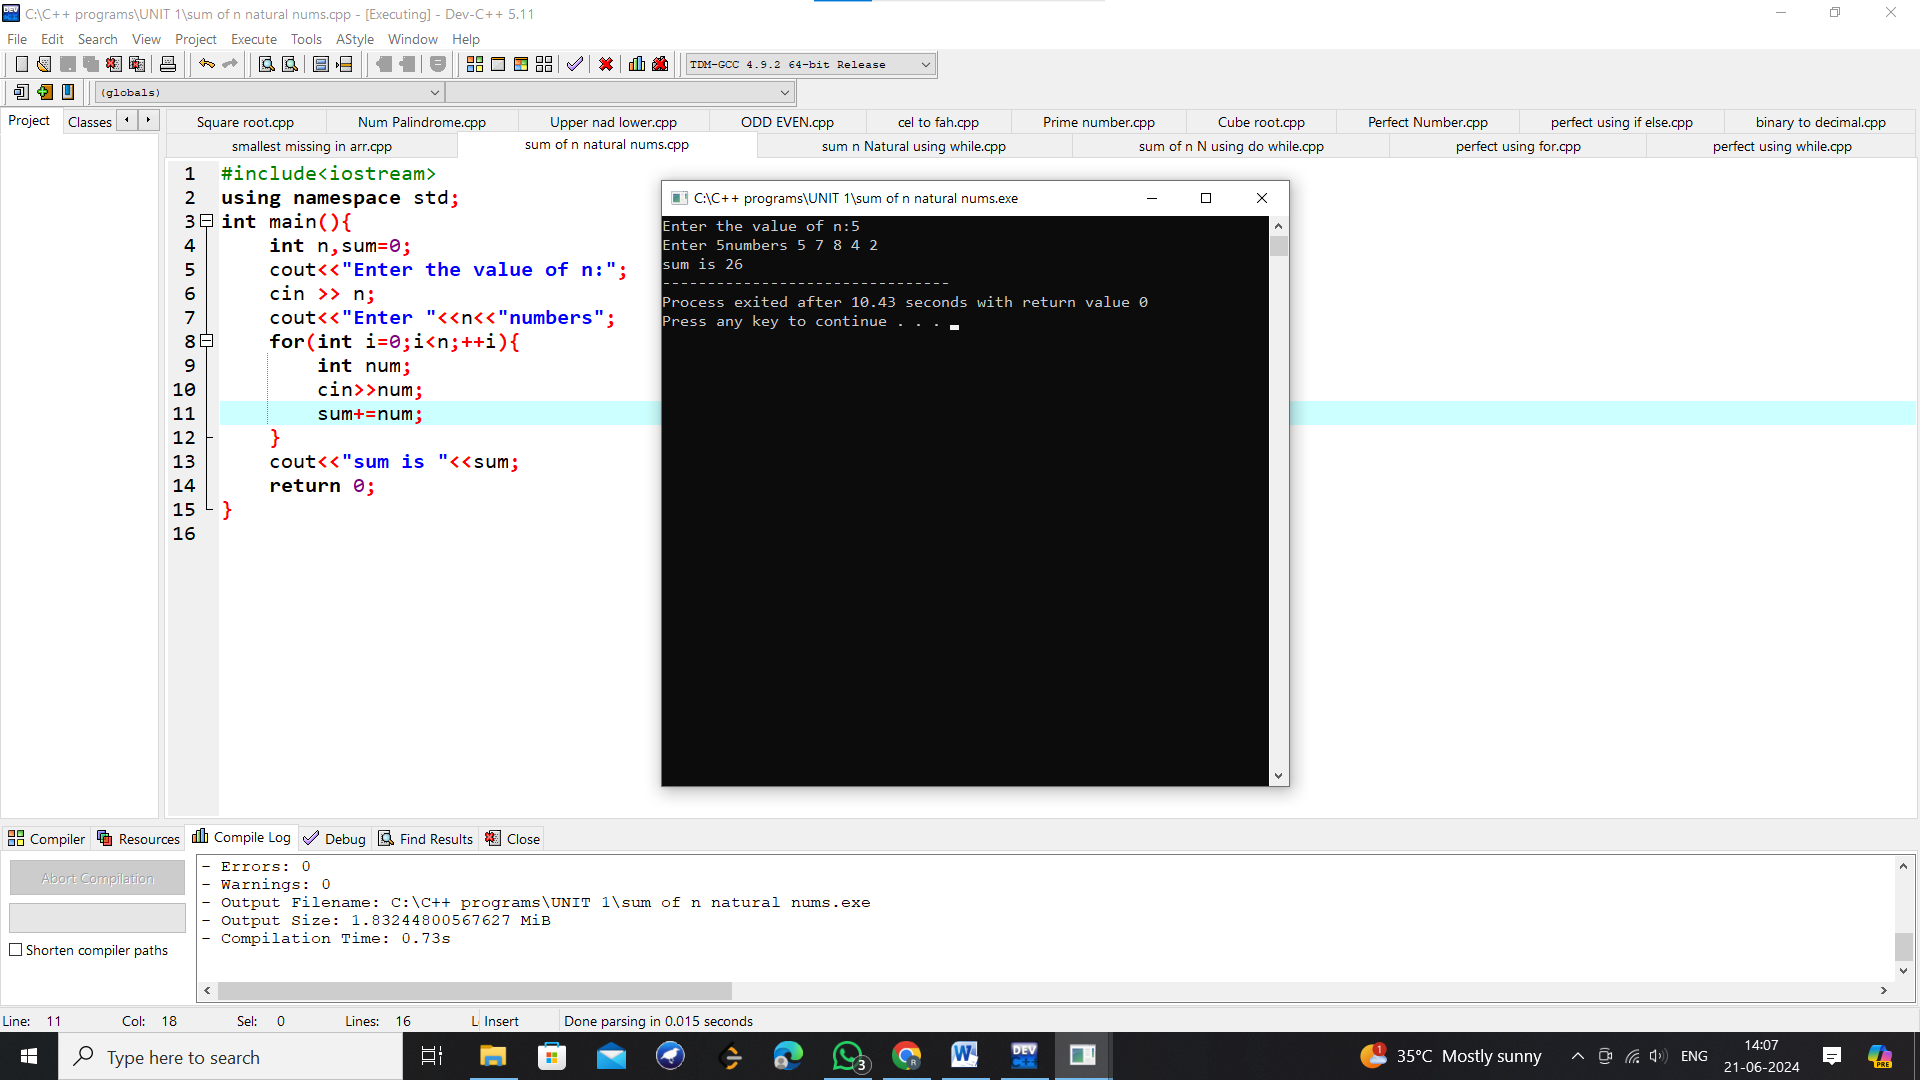 C:\C++ programs\UNIT 1\sum of n natural nums.cpp - [Executing] - Dev-C++ 5.11
File Edit Search View Project Execute Tools AStyle Window Help
TDM-GCC 4.9.2 64-bit Release
(globals)
Project Classes
Square root.cpp Num Palindrome.cpp Upper nad lower.cpp ODD EVEN.cpp cel to fah.cpp Prime number.cpp Cube root.cpp Perfect Number.cpp perfect using if else.cpp binary to decimal.cpp
smallest missing in arr.cpp sum of n natural nums.cpp sum n Natural using while.cpp sum of n N using do while.cpp perfect using for.cpp perfect using while.cpp
1 #include<iostream>
2 using namespace std;
3 int main(){
4 int n,sum=0;
5 cout<<"Enter the value of n:";
6 cin >> n;
7 cout<<"Enter "<<n<<"numbers";
8 for(int i=0;i<n;++i){
9 int num;
10 cin>>num;
11 sum+=num;
12 }
13 cout<<"sum is "<<sum;
14 return 0;
15 }
16
C:\C++ programs\UNIT 1\sum of n natural nums.exe
Enter the value of n:5
Enter 5numbers 5 7 8 4 2
sum is 26
--------------------------------
Process exited after 10.43 seconds with return value 0
Press any key to continue . . .
Compiler Resources Compile Log Debug Find Results Close
Abort Compilation
Shorten compiler paths
- Errors: 0
- Warnings: 0
- Output Filename: C:\C++ programs\UNIT 1\sum of n natural nums.exe
- Output Size: 1.83244800567627 MiB
- Compilation Time: 0.73s
Line: 11 Col: 18 Sel: 0 Lines: 16 L Insert Done parsing in 0.015 seconds
Type here to search
3
DEV
1
35°C Mostly sunny
ENG
14:07
21-06-2024
PRE